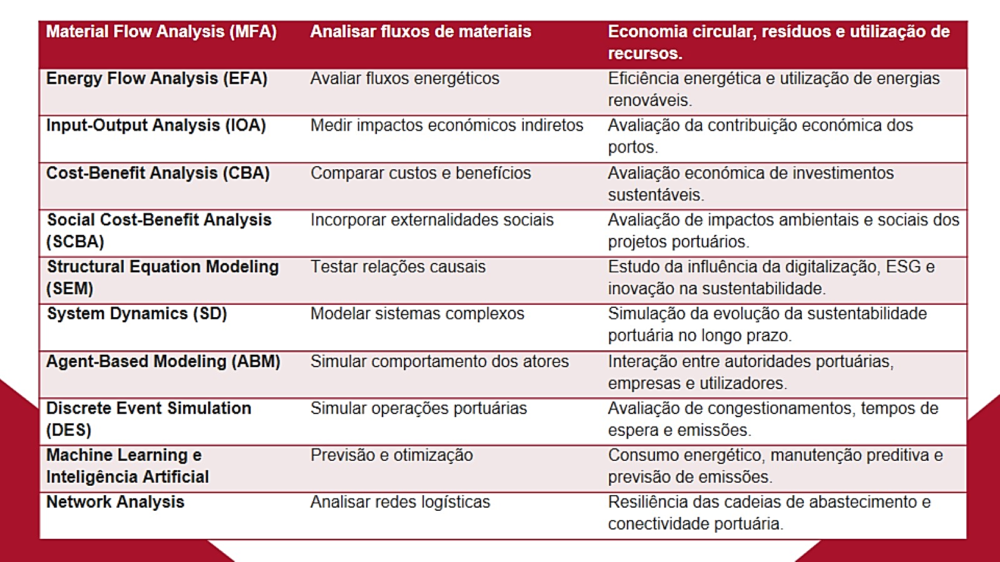 Material Flow Analysis (MFA)
Analisar fluxos de materiais
Economia circular, resíduos e utilização de
recursos.
Energy Flow Analysis (EFA)
Avaliar fluxos energéticos
Eficiência energética e utilização de energias
renováveis.
Input-Output Analysis (IOA)
Medir impactos económicos indiretos
Avaliação da contribuição económica dos
portos.
Cost-Benefit Analysis (CBA)
Comparar custos e benefícios
Avaliação económica de investimentos
sustentáveis.
Social Cost-Benefit Analysis
(SCBA)
Incorporar externalidades sociais
Avaliação de impactos ambientais e sociais dos
projetos portuários.
Structural Equation Modeling
(SEM)
Testar relações causais
Estudo da influência da digitalização, ESG e
inovação na sustentabilidade.
System Dynamics (SD)
Modelar sistemas complexos
Simulação da evolução da sustentabilidade
portuária no longo prazo.
Agent-Based Modeling (ABM)
Simular comportamento dos atores
Interação entre autoridades portuárias,
empresas e utilizadores.
Discrete Event Simulation
(DES)
Simular operações portuárias
Avaliação de congestionamentos, tempos de
espera e emissões.
Machine Learning e
Inteligência Artificial
Previsão e otimização
Consumo energético, manutenção preditiva e
previsão de emissões.
Network Analysis
Analisar redes logísticas
Resiliência das cadeias de abastecimento e
conectividade portuária.